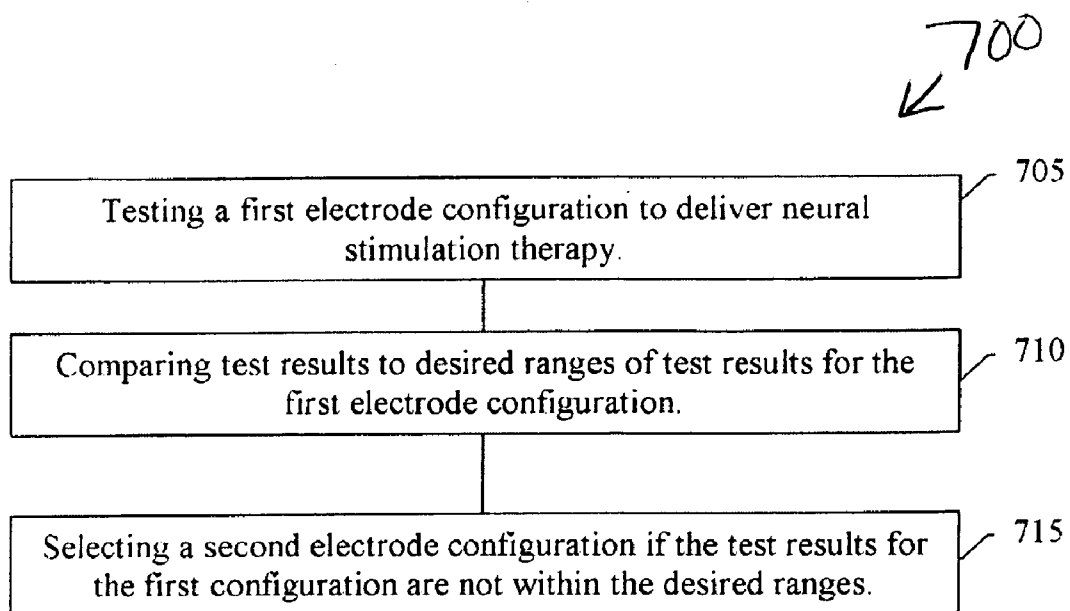 700
705
Testing a first electrode configuration to deliver neural
stimulation therapy.
710
Comparing test results to desired ranges of test results for the
first electrode configuration.
715
Selecting a second electrode configuration if the test results for
the first configuration are not within the desired ranges.